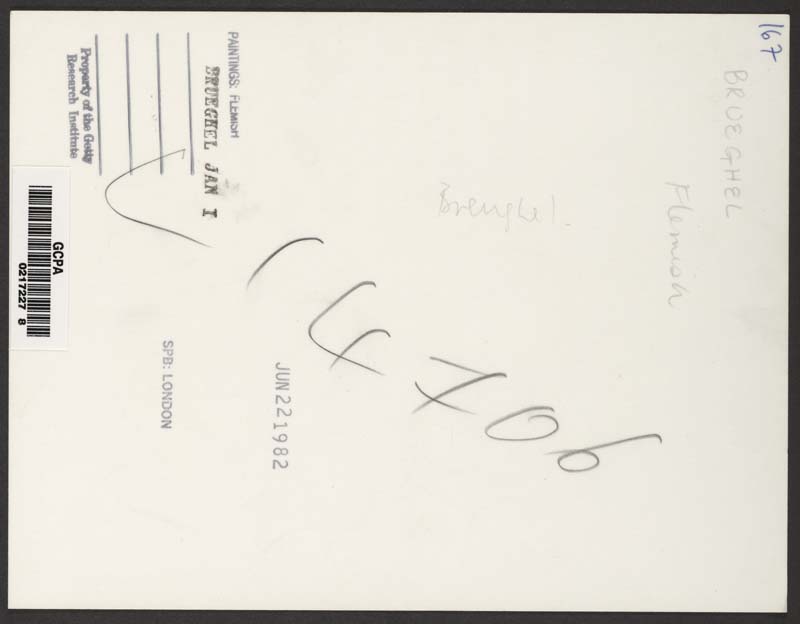 167
BRUEGHEL
Flemish
Brueghel.
14706
PAINTINGS: FLEMISH
BRUEGHEL JAN I
Property of the Getty
Research Institute
GCPA
0217227 8
SPB: LONDON
JUN 22 1982